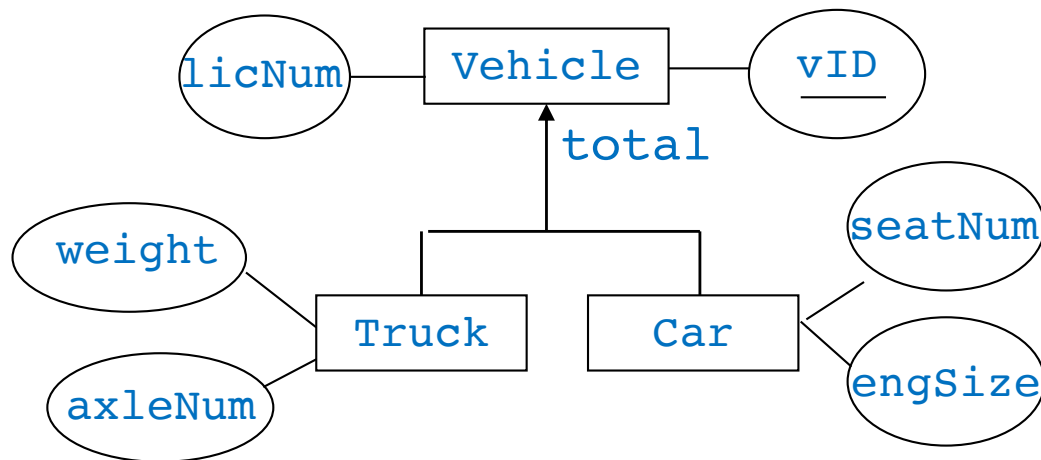 licNum
Vehicle
vID
total
weight
seatNum
Truck
Car
axleNum
engSize